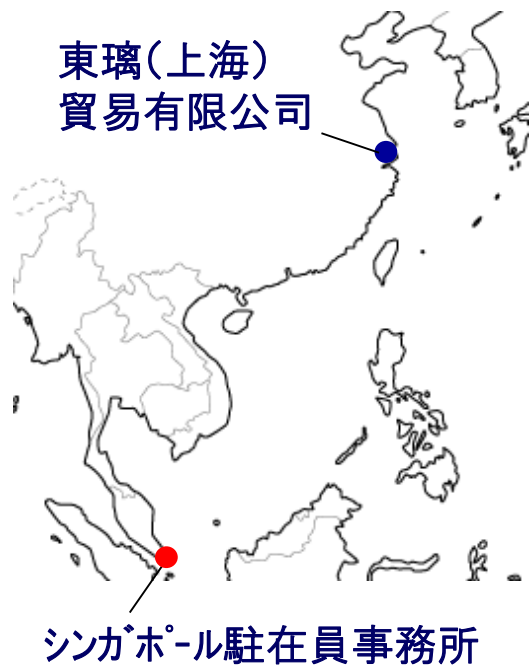 東璃（上海）
貿易有限公司
ｼﾝｶﾞﾎﾟｰﾙ駐在員事務所